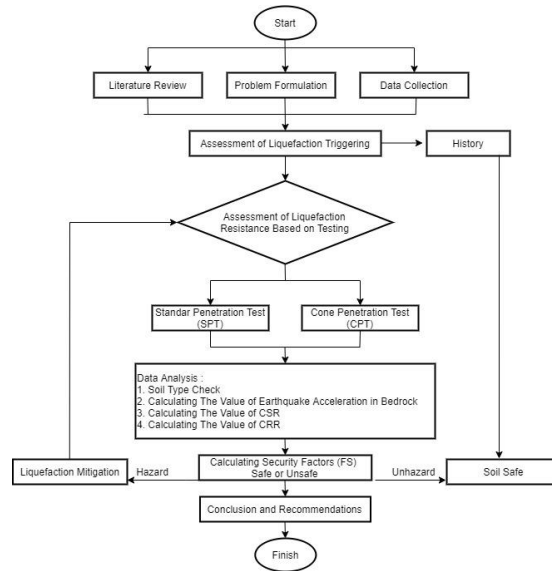 Start
Literature Review
Problem Formulation
Data Collection
Assessment of Liquefaction Triggering
History
Assessment of Liquefaction
Resistance Based on Testing
Standar Penetration Test
(SPT)
Cone Penetration Test
(CPT)
Data Analysis :
1. Soil Type Check
2. Calculating The Value of Earthquake Acceleration in Bedrock
3. Calculating The Value of CSR
4. Calculating The Value of CRR
Liquefaction Mitigation
Hazard
Calculating Security Factors (FS)
Safe or Unsafe
Unhazard
Soil Safe
Conclusion and Recommendations
Finish